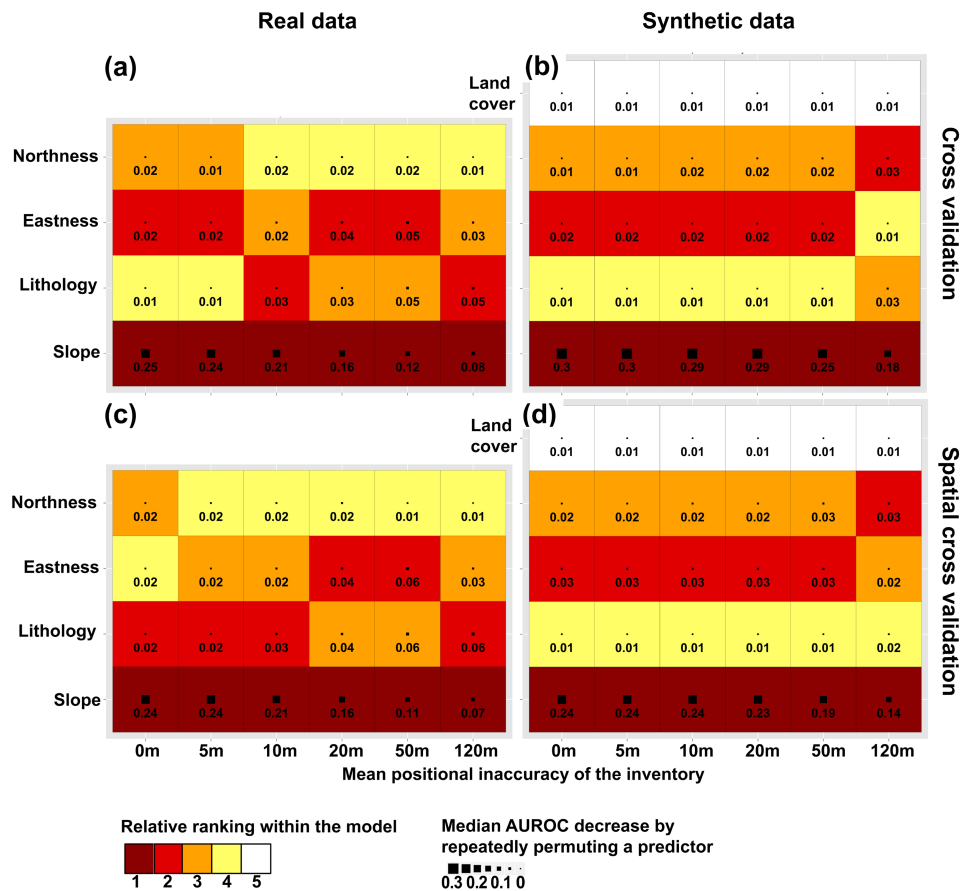 Real data
Synthetic data
(a)
(b)
Land
cover
0.01 0.01 0.01 0.01 0.01 0.01
Northness
0.02 0.01 0.02 0.02 0.02 0.01
0.01 0.01 0.02 0.02 0.02 0.03
Eastness
0.02 0.02 0.02 0.04 0.05 0.03
0.02 0.02 0.02 0.02 0.02 0.01
Lithology
0.01 0.01 0.03 0.03 0.05 0.05
0.01 0.01 0.01 0.01 0.01 0.03
Slope
0.25 0.24 0.21 0.16 0.12 0.08
0.3 0.3 0.29 0.29 0.25 0.18
Cross validation
(c)
(d)
Land
cover
0.01 0.01 0.01 0.01 0.01 0.01
Northness
0.02 0.02 0.02 0.02 0.01 0.01
0.02 0.02 0.02 0.02 0.03 0.03
Eastness
0.02 0.02 0.02 0.04 0.06 0.03
0.03 0.03 0.03 0.03 0.03 0.02
Lithology
0.02 0.02 0.03 0.04 0.06 0.06
0.01 0.01 0.01 0.01 0.01 0.02
Slope
0.24 0.24 0.21 0.16 0.11 0.07
0.24 0.24 0.24 0.23 0.19 0.14
Spatial cross validation
0m 5m 10m 20m 50m 120m
0m 5m 10m 20m 50m 120m
Mean positional inaccuracy of the inventory
Relative ranking within the model
1 2 3 4 5
Median AUROC decrease by
repeatedly permuting a predictor
0.3 0.2 0.1 0